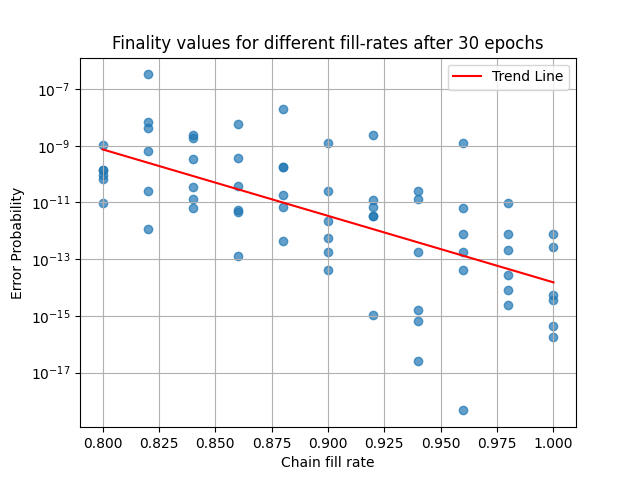 Finality values for different fill-rates after 30 epochs
Trend Line
Error Probability
10⁻⁷
10⁻⁹
10⁻¹¹
10⁻¹³
10⁻¹⁵
10⁻¹⁷
0.800 0.825 0.850 0.875 0.900 0.925 0.950 0.975 1.000
Chain fill rate